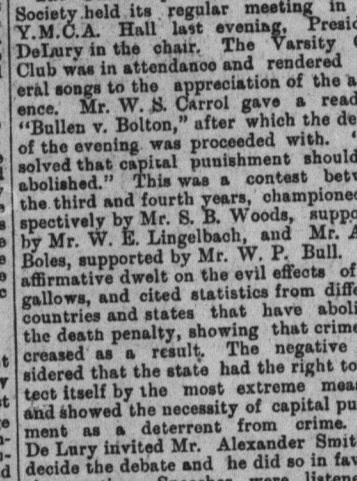 Society held its regular meeting in
Y.M.C.A. Hall last evening, Presid
DeLury in the chair. The Varsity
Club was in attendance and rendered
eral songs to the appreciation of the a
ence. Mr. W. S. Carrol gave a read
"Bullen v. Bolton," after which the de
of the evening was proceeded with.
solved that capital punishment should
abolished." This was a contest betw
the third and fourth years, championed
spectively by Mr. S. B. Woods, suppo
by Mr. W. E. Lingelbach, and Mr. A
Boles, supported by Mr. W. P. Bull.
affirmative dwelt on the evil effects of
gallows, and cited statistics from diffe
countries and states that have aboli
the death penalty, showing that crime
creased as a result. The negative
sidered that the state had the right to
tect itself by the most extreme meas
and showed the necessity of capital pu
ment as a deterrent from crime.
De Lury invited Mr. Alexander Smit
decide the debate and he did so in fav
Speeches were listene